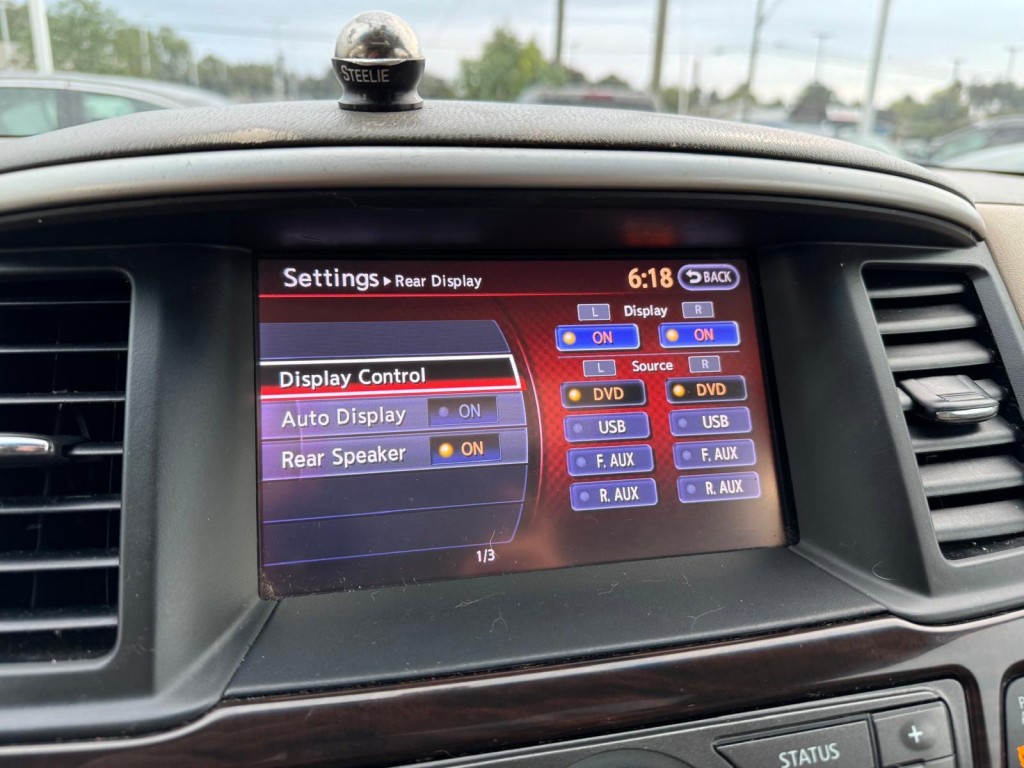 STEELIE
Settings ▸ Rear Display 6:18 BACK
L Display R
ON ON
Display Control
L Source R
DVD DVD
Auto Display ON
USB USB
Rear Speaker ON
F. AUX F. AUX
R. AUX R. AUX
1/3
STATUS +